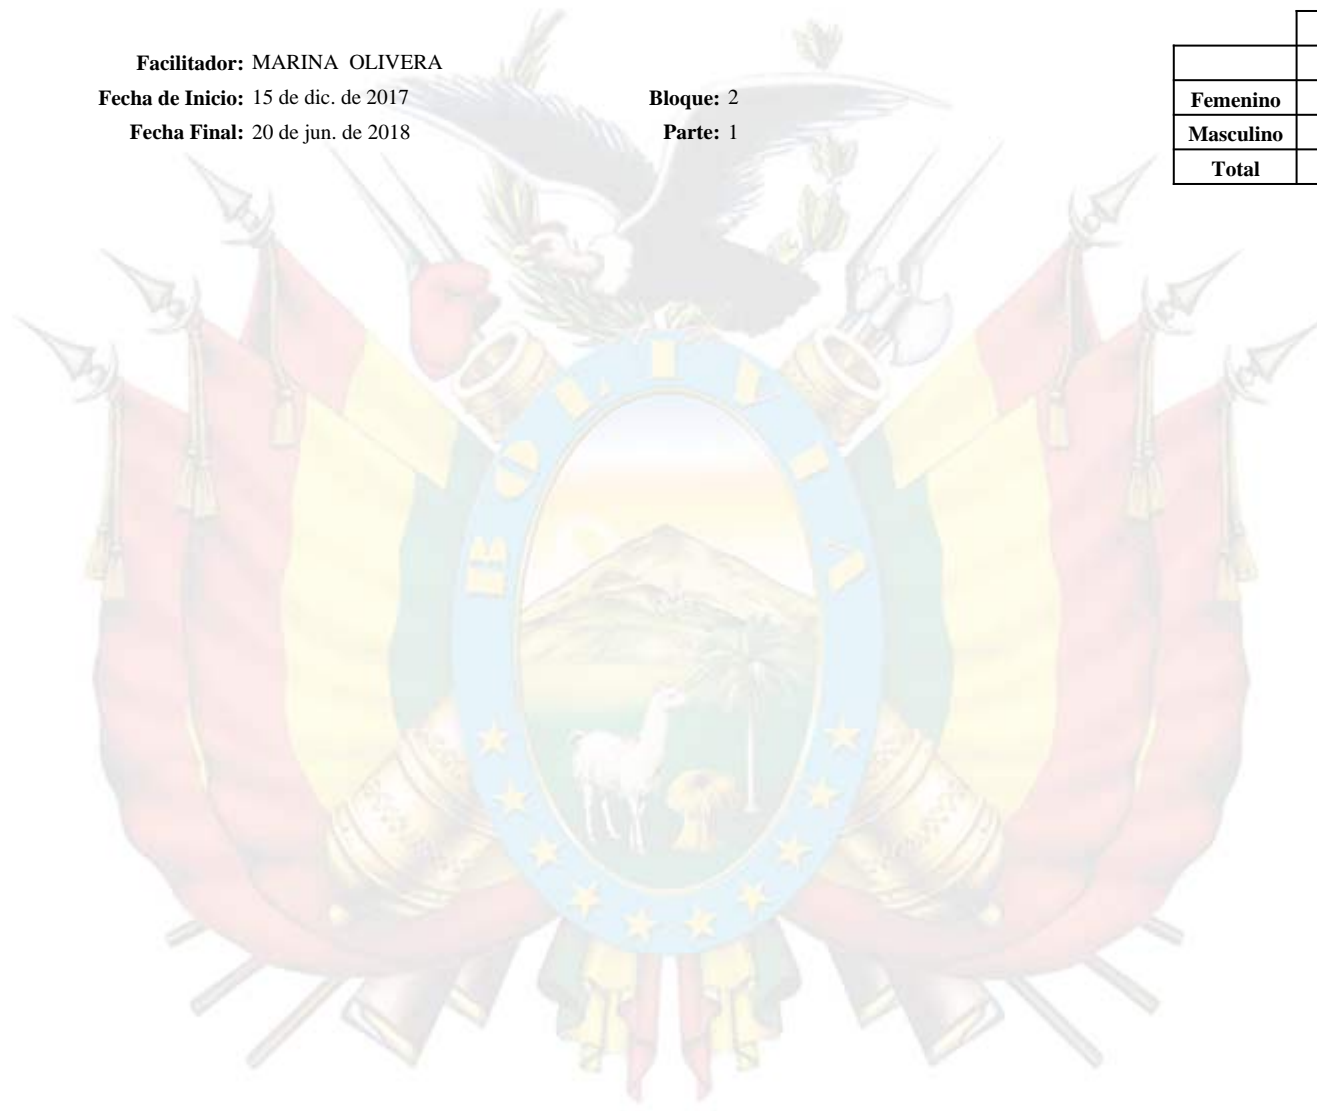 Facilitador: MARINA OLIVERA
Fecha de Inicio: 15 de dic. de 2017
Bloque: 2
Fecha Final: 20 de jun. de 2018
Parte: 1
Femenino
Masculino
Total
BOLIVIA